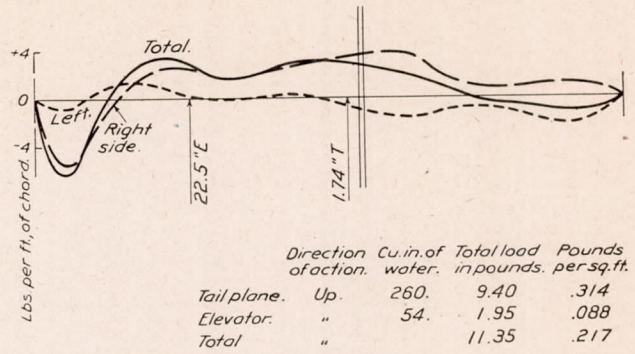 +4
0
-4
Lbs per ft, of chord.
Total.
Left.
Right
side.
22.5"E
1.74"T
Direction Cu.in.of Total load Pounds
of action. water. in pounds. per sq.ft.
Tail plane. Up. 260. 9.40 .314
Elevator. " 54. 1.95 .088
Total " 11.35 .217